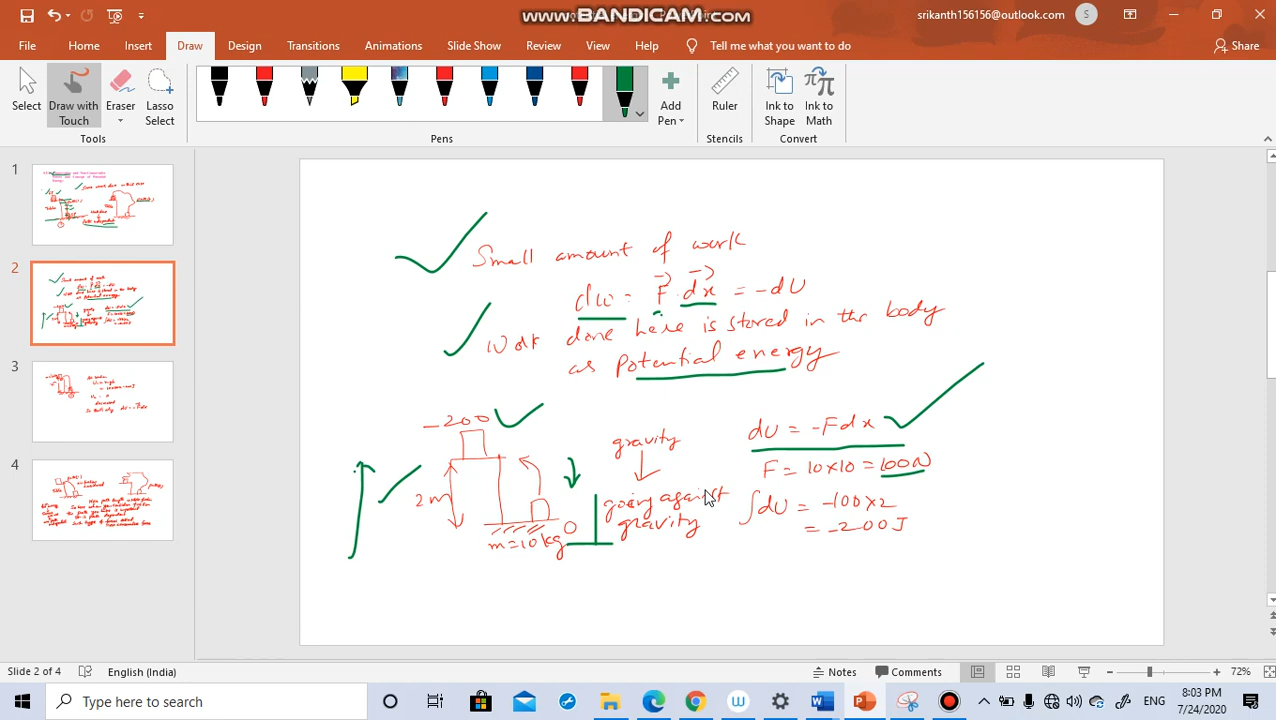 www.BANDICAM.com
srikanth156156@outlook.com
S
File
Home
Insert
Draw
Design
Transitions
Animations
Slide Show
Review
View
Help
Tell me what you want to do
Share
Select
Draw with Touch
Eraser
Lasso Select
Add Pen
Ruler
Ink to Shape
Ink to Math
Tools
Pens
Stencils
Convert
1
2
3
4
Small amount of work
dw = F . dx = -dU
Work done here is stored in the body
as Potential energy
-200
gravity
dU = -Fdx
F = 10×10 = 100N
2m
going against
gravity
∫dU = -100×2
= -200J
0
m=10kg
Slide 2 of 4
English (India)
Notes
Comments
72%
Type here to search
ENG
8:03 PM
7/24/2020